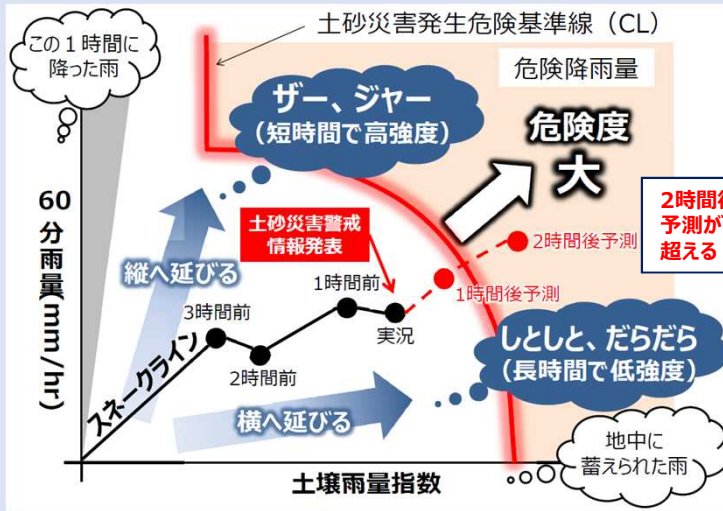 土砂災害発生危険基準線（CL）
この１時間に
降った雨
危険降雨量
ザー、ジャー
（短時間で高強度）
危険度
大
60分雨量(mm/hr)
土砂災害警戒
情報発表
2時間後
予測が
超える
2時間後予測
縦へ延びる
1時間前
1時間後予測
3時間前
実況
2時間前
スネークライン
しとしと、だらだら
（長時間で低強度）
横へ延びる
地中に
蓄えられた雨
土壌雨量指数